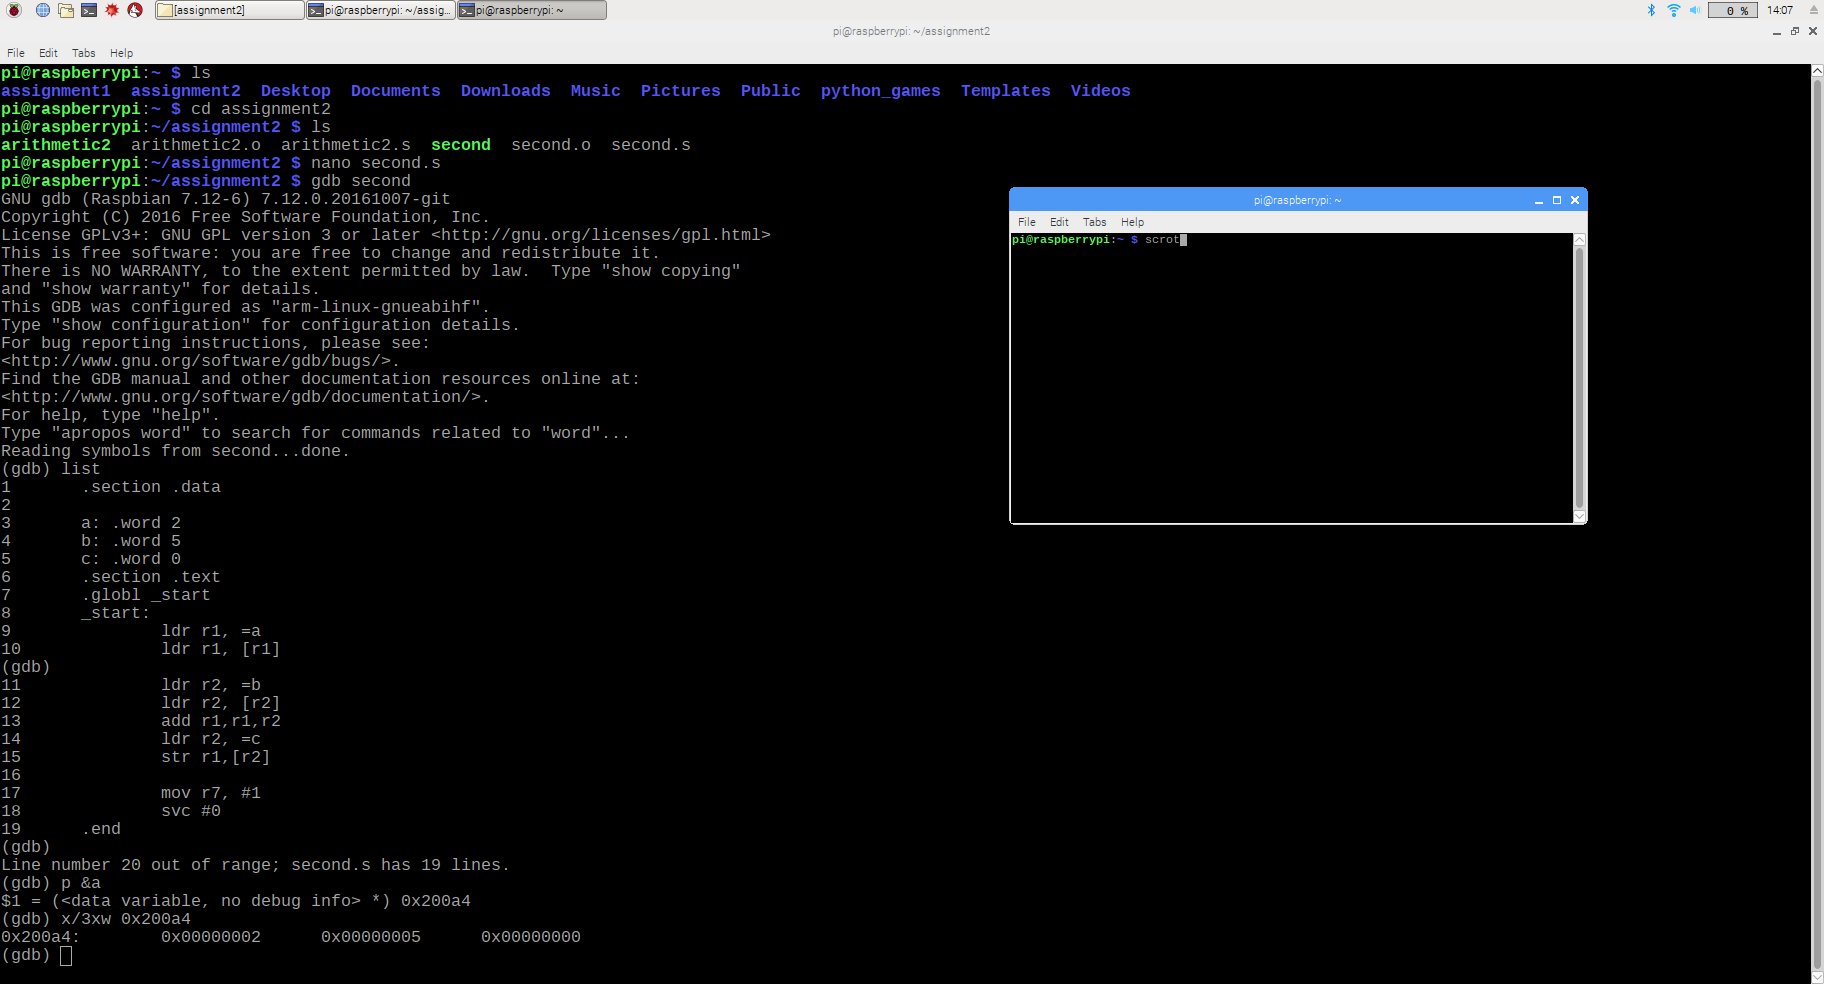 [assignment2]
pi@raspberrypi: ~/assig...
pi@raspberrypi: ~
0 %
14:07
pi@raspberrypi: ~/assignment2
File Edit Tabs Help
pi@raspberrypi:~ $ ls
assignment1 assignment2 Desktop Documents Downloads Music Pictures Public python_games Templates Videos
pi@raspberrypi:~ $ cd assignment2
pi@raspberrypi:~/assignment2 $ ls
arithmetic2 arithmetic2.o arithmetic2.s second second.o second.s
pi@raspberrypi:~/assignment2 $ nano second.s
pi@raspberrypi:~/assignment2 $ gdb second
GNU gdb (Raspbian 7.12-6) 7.12.0.20161007-git
Copyright (C) 2016 Free Software Foundation, Inc.
License GPLv3+: GNU GPL version 3 or later <http://gnu.org/licenses/gpl.html>
This is free software: you are free to change and redistribute it.
There is NO WARRANTY, to the extent permitted by law.  Type "show copying"
and "show warranty" for details.
This GDB was configured as "arm-linux-gnueabihf".
Type "show configuration" for configuration details.
For bug reporting instructions, please see:
<http://www.gnu.org/software/gdb/bugs/>.
Find the GDB manual and other documentation resources online at:
<http://www.gnu.org/software/gdb/documentation/>.
For help, type "help".
Type "apropos word" to search for commands related to "word"...
Reading symbols from second...done.
(gdb) list
1 .section .data
2
3 a: .word 2
4 b: .word 5
5 c: .word 0
6 .section .text
7 .globl _start
8 _start:
9 ldr r1, =a
10 ldr r1, [r1]
(gdb)
11 ldr r2, =b
12 ldr r2, [r2]
13 add r1,r1,r2
14 ldr r2, =c
15 str r1,[r2]
16
17 mov r7, #1
18 svc #0
19 .end
(gdb)
Line number 20 out of range; second.s has 19 lines.
(gdb) p &a
$1 = (<data variable, no debug info> *) 0x200a4
(gdb) x/3xw 0x200a4
0x200a4: 0x00000002 0x00000005 0x00000000
(gdb)
pi@raspberrypi: ~
File Edit Tabs Help
pi@raspberrypi:~ $ scrot